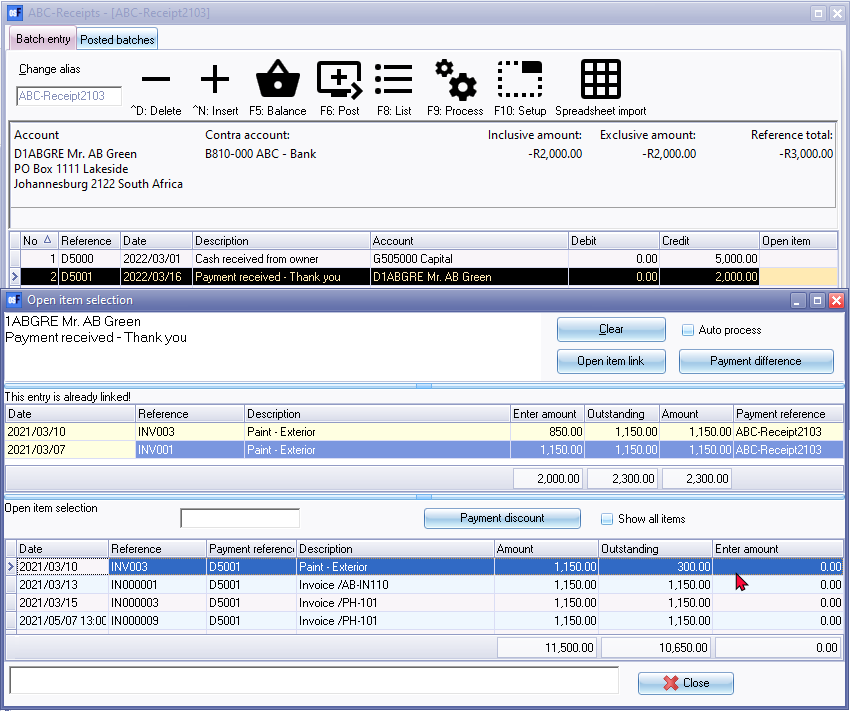 ABC-Receipts - [ABC-Receipt2103]
Batch entry Posted batches
Change alias
ABC-Receipt2103
^D: Delete ^N: Insert F5: Balance F6: Post F8: List F9: Process F10: Setup Spreadsheet import
Account Contra account: Inclusive amount: Exclusive amount: Reference total:
D1ABGRE Mr. AB Green B810-000 ABC - Bank -R2,000.00 -R2,000.00 -R3,000.00
PO Box 1111 Lakeside
Johannesburg 2122 South Africa
No Reference Date Description Account Debit Credit Open item
1 D5000 2022/03/01 Cash received from owner G505000 Capital 0.00 5,000.00
2 D5001 2022/03/16 Payment received - Thank you D1ABGRE Mr. AB Green 0.00 2,000.00
Open item selection
1ABGRE Mr. AB Green
Payment received - Thank you
Clear Auto process
Open item link Payment difference
This entry is already linked!
Date Reference Description Enter amount Outstanding Amount Payment reference
2021/03/10 INV003 Paint - Exterior 850.00 1,150.00 1,150.00 ABC-Receipt2103
2021/03/07 INV001 Paint - Exterior 1,150.00 1,150.00 1,150.00 ABC-Receipt2103
2,000.00 2,300.00 2,300.00
Open item selection Payment discount Show all items
Date Reference Payment reference Description Amount Outstanding Enter amount
2021/03/10 INV003 D5001 Paint - Exterior 1,150.00 300.00 0.00
2021/03/13 IN000001 D5001 Invoice /AB-IN110 1,150.00 1,150.00 0.00
2021/03/15 IN000003 D5001 Invoice /PH-101 1,150.00 1,150.00 0.00
2021/05/07 13:00 IN000009 D5001 Invoice /PH-101 1,150.00 1,150.00 0.00
11,500.00 10,650.00 0.00
Close